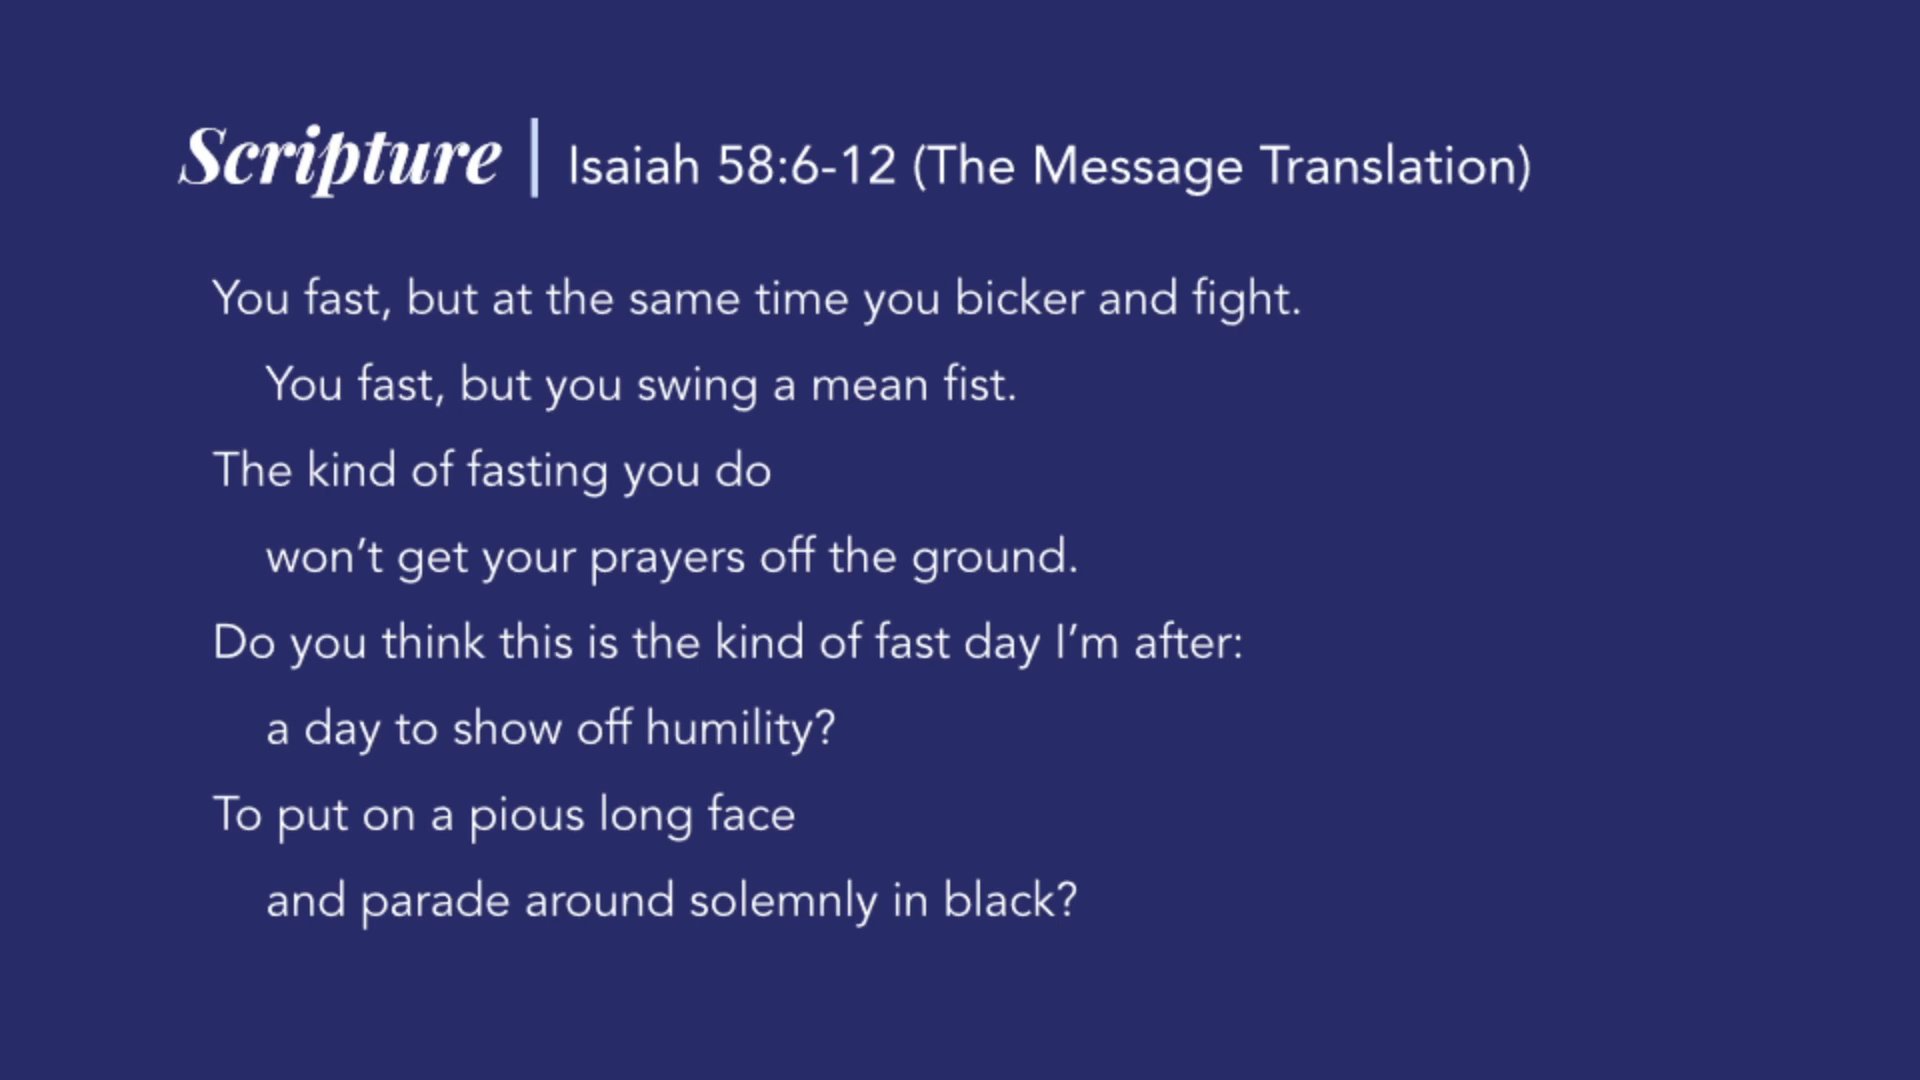 Scripture | Isaiah 58:6-12 (The Message Translation)
You fast, but at the same time you bicker and fight.
You fast, but you swing a mean fist.
The kind of fasting you do
won’t get your prayers off the ground.
Do you think this is the kind of fast day I’m after:
a day to show off humility?
To put on a pious long face
and parade around solemnly in black?